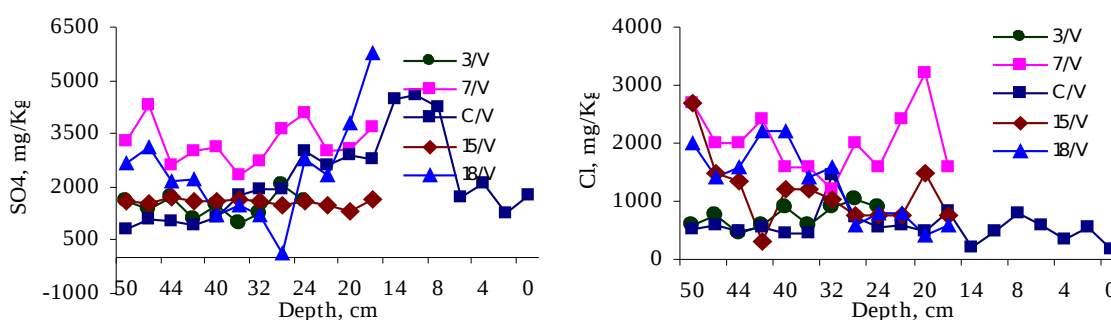 6500
5000
3500
2000
500
-1000
SO4, mg/Kg
50 44 40 32 24 20 14 8 4 0
Depth, cm
3/V
7/V
C/V
15/V
18/V
4000
3000
2000
1000
0
Cl, mg/Kg
50 44 40 32 24 20 14 8 4 0
Depth, cm
3/V
7/V
C/V
15/V
18/V